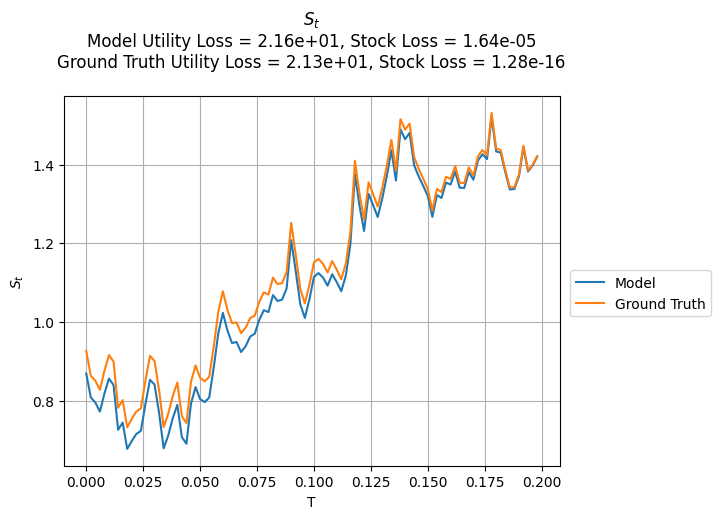 S_t
Model Utility Loss = 2.16e+01, Stock Loss = 1.64e-05
Ground Truth Utility Loss = 2.13e+01, Stock Loss = 1.28e-16
1.4
1.2
1.0
0.8
S_t
0.000 0.025 0.050 0.075 0.100 0.125 0.150 0.175 0.200
T
Model
Ground Truth